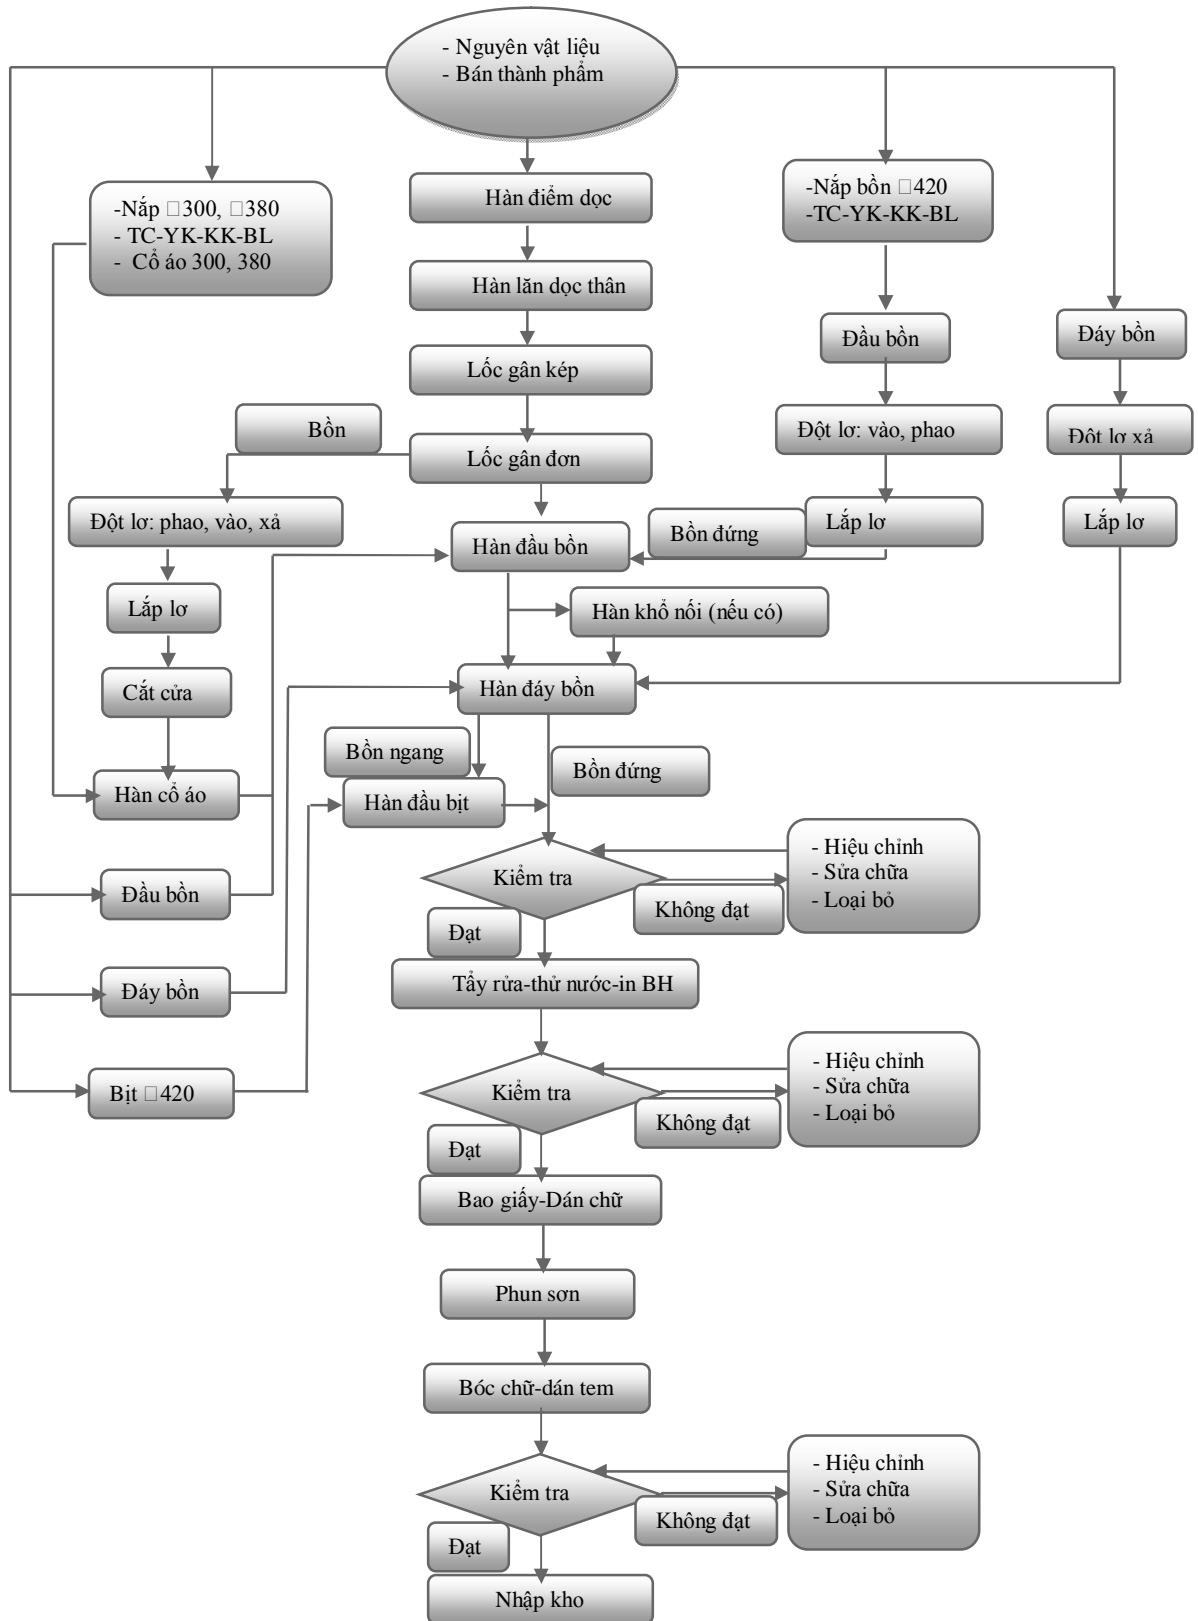 - Nguyên vật liệu
- Bán thành phẩm
-Nắp □300, □380
- TC-YK-KK-BL
- Cổ áo 300, 380
Hàn điểm dọc
-Nắp bồn □420
-TC-YK-KK-BL
Hàn lăn dọc thân
Đầu bồn
Đáy bồn
Lốc gân kép
Bồn
Đột lơ: vào, phao
Đột lơ xả
Lốc gân đơn
Đột lơ: phao, vào, xả
Hàn đầu bồn
Bồn đứng
Lắp lơ
Lắp lơ
Lắp lơ
Hàn khổ nối (nếu có)
Cắt cửa
Hàn đáy bồn
Bồn ngang
Bồn đứng
Hàn cổ áo
Hàn đầu bịt
Kiểm tra
- Hiệu chỉnh
- Sửa chữa
- Loại bỏ
Đầu bồn
Không đạt
Đạt
Đáy bồn
Tẩy rửa-thử nước-in BH
Bịt □420
Kiểm tra
- Hiệu chỉnh
- Sửa chữa
- Loại bỏ
Không đạt
Đạt
Bao giấy-Dán chữ
Phun sơn
Bóc chữ-dán tem
Kiểm tra
- Hiệu chỉnh
- Sửa chữa
- Loại bỏ
Không đạt
Đạt
Nhập kho